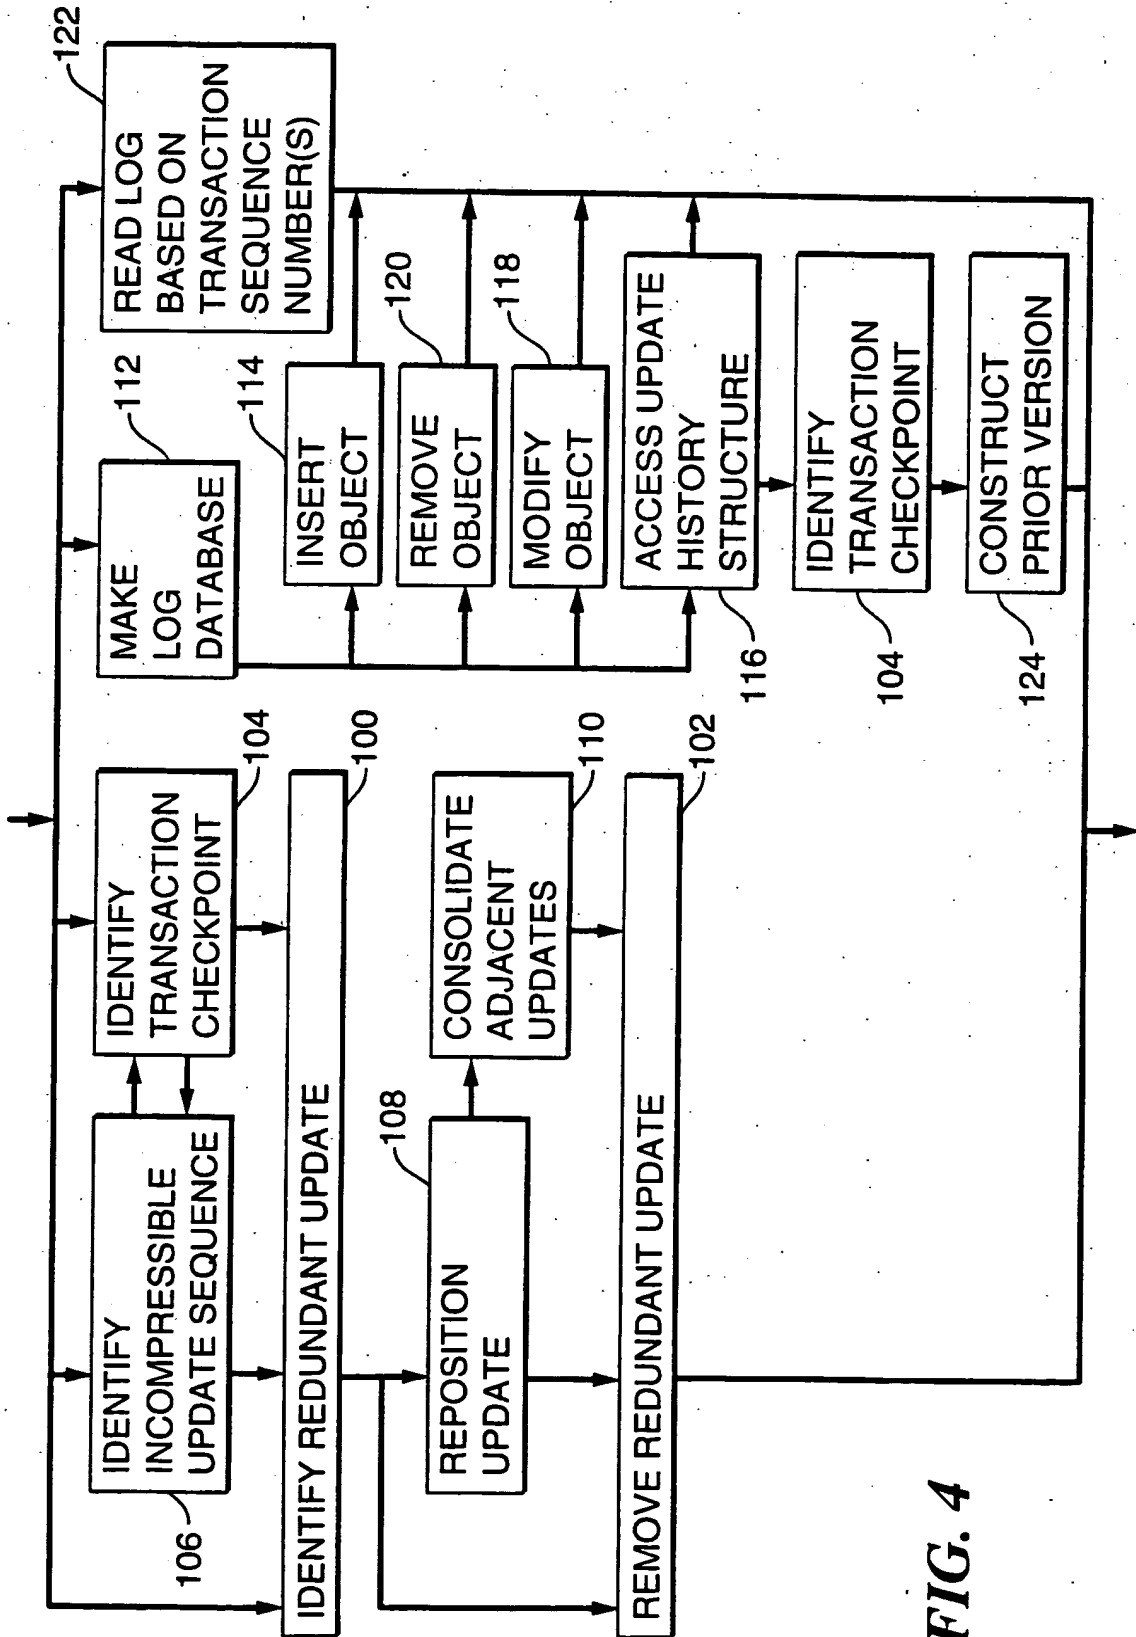 IDENTIFY
INCOMPRESSIBLE
UPDATE SEQUENCE
106
IDENTIFY
TRANSACTION
CHECKPOINT
104
IDENTIFY REDUNDANT UPDATE
100
REPOSITION
UPDATE
108
CONSOLIDATE
ADJACENT
UPDATES
110
REMOVE REDUNDANT UPDATE
102
MAKE
LOG
DATABASE
112
READ LOG
BASED ON
TRANSACTION
SEQUENCE
NUMBER(S)
122
INSERT
OBJECT
114
REMOVE
OBJECT
120
MODIFY
OBJECT
118
ACCESS UPDATE
HISTORY
STRUCTURE
116
IDENTIFY
TRANSACTION
CHECKPOINT
104
CONSTRUCT
PRIOR VERSION
124
FIG. 4